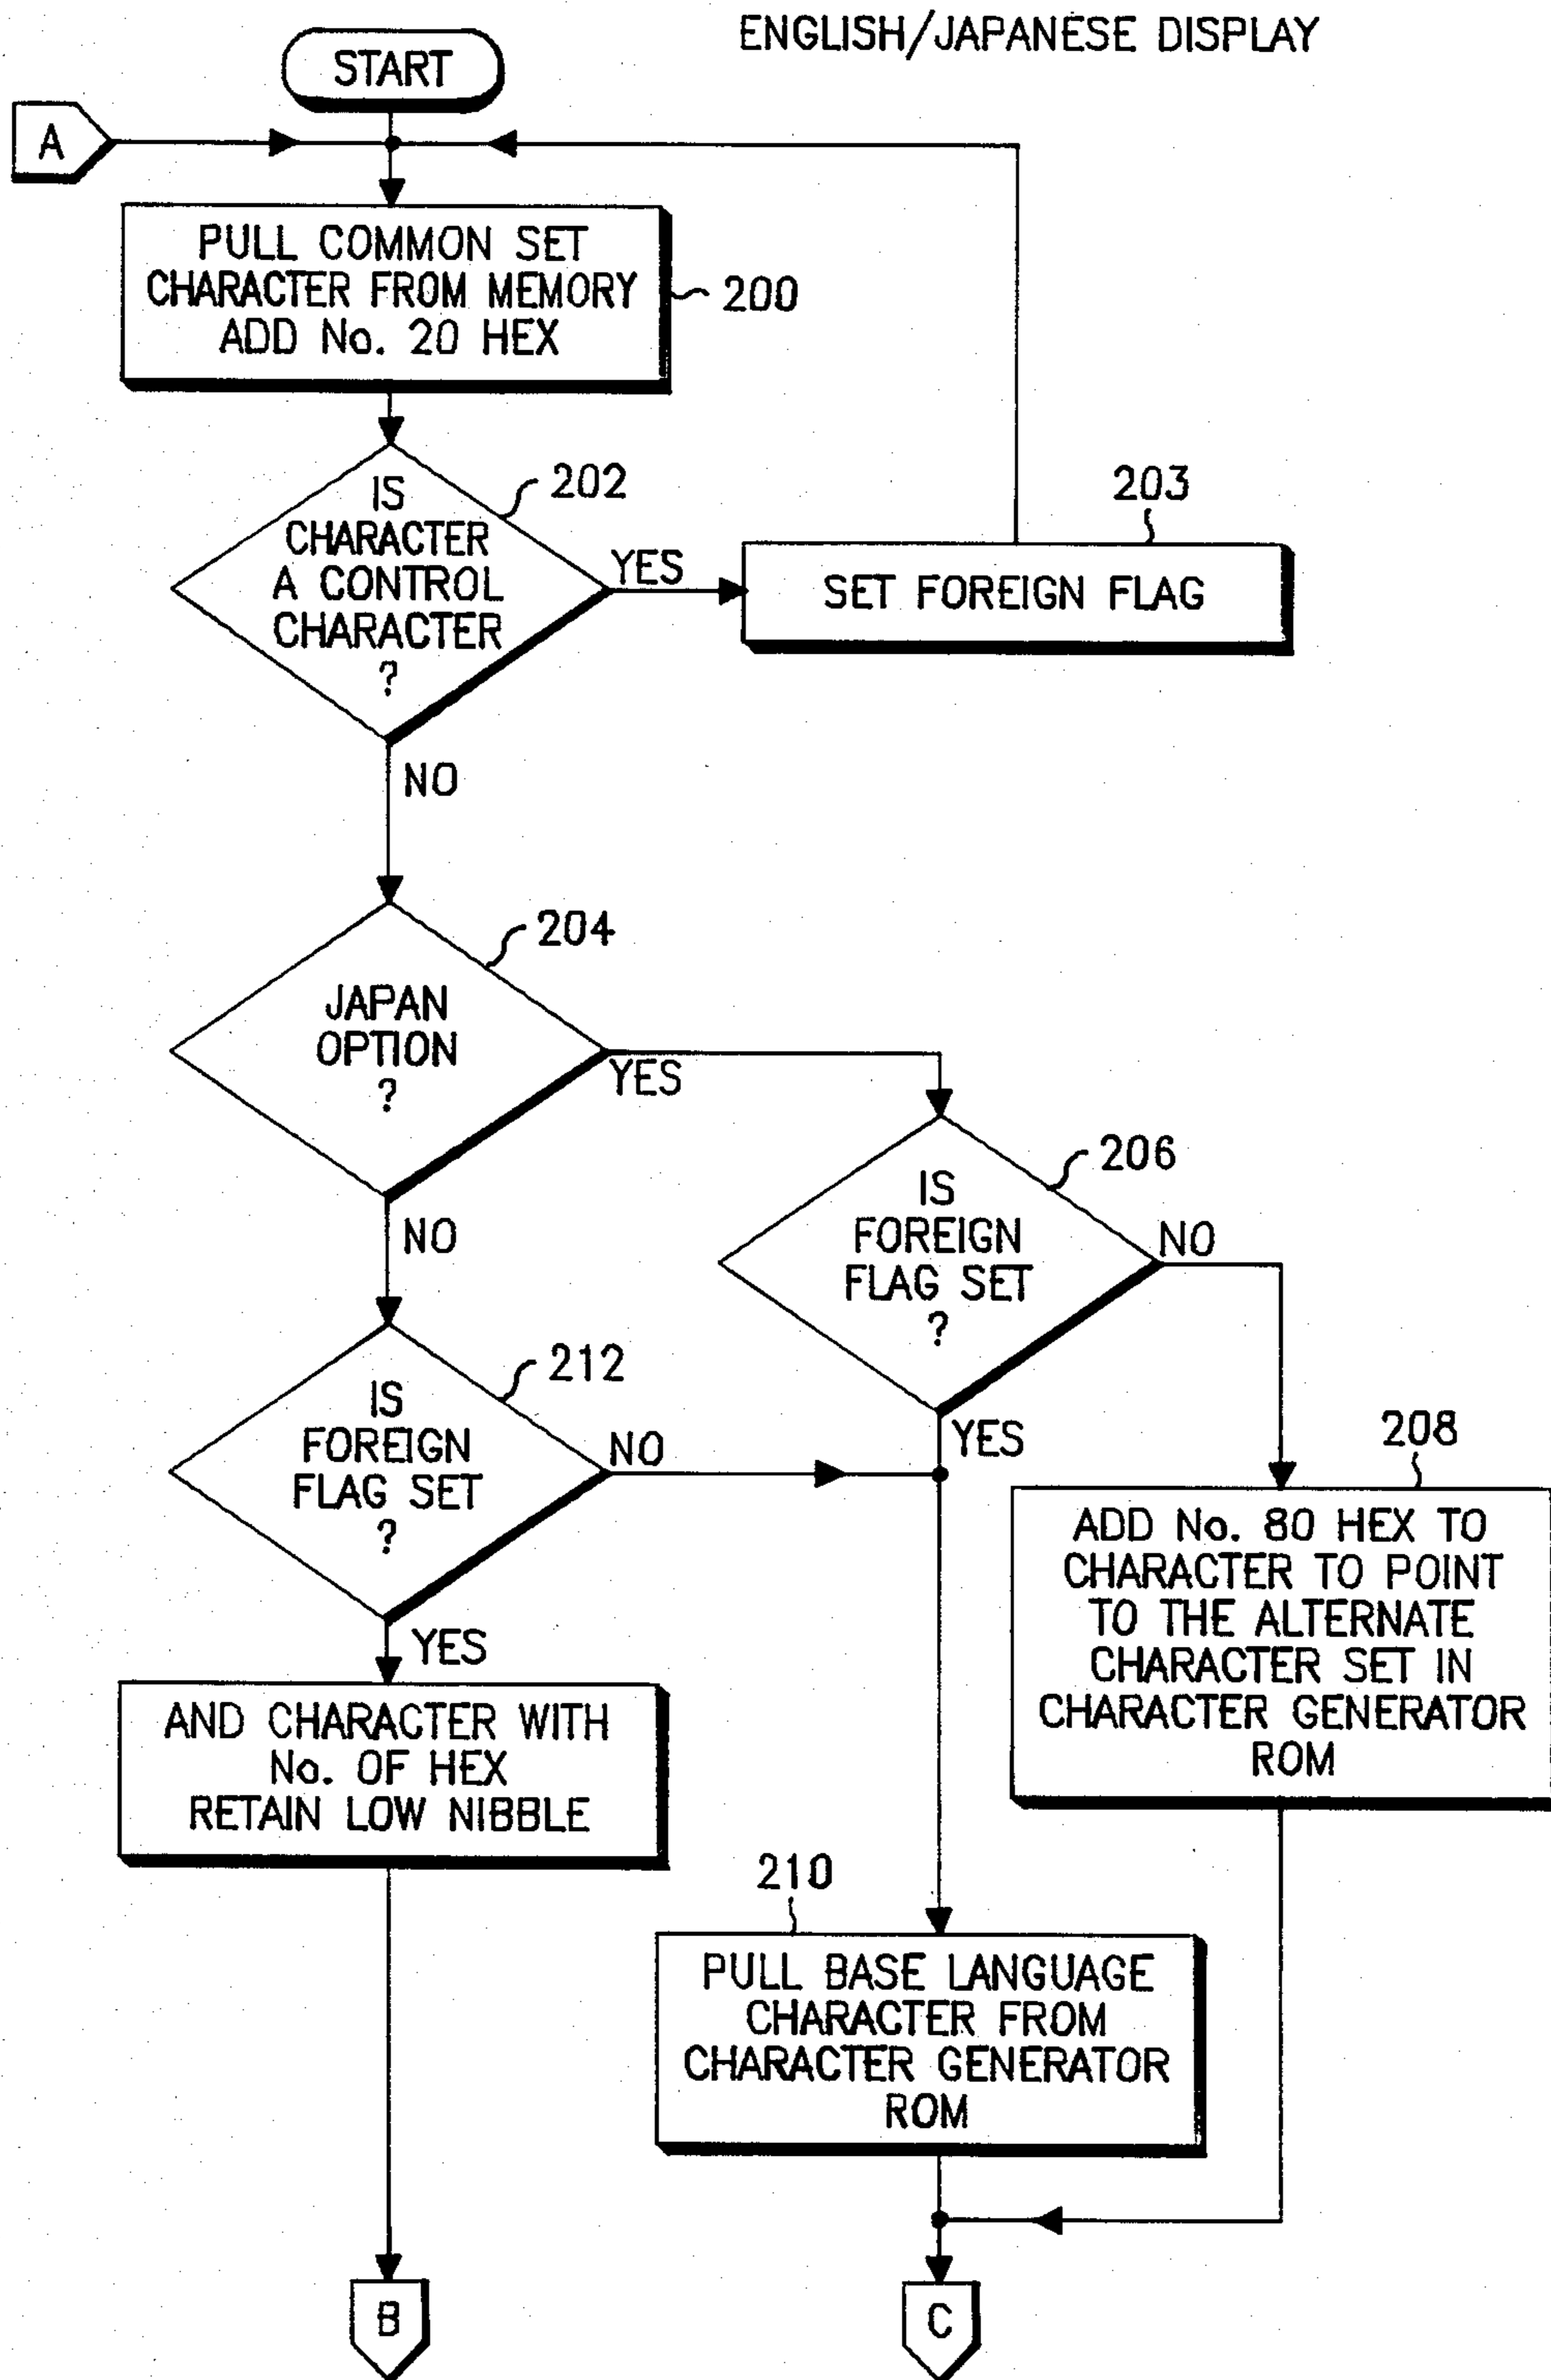 ENGLISH/JAPANESE DISPLAY
START
A
PULL COMMON SET
CHARACTER FROM MEMORY
ADD No. 20 HEX
200
IS
CHARACTER
A CONTROL
CHARACTER
?
202
YES
203
SET FOREIGN FLAG
NO
JAPAN
OPTION
?
204
YES
NO
IS
FOREIGN
FLAG SET
?
206
NO
YES
IS
FOREIGN
FLAG SET
?
212
NO
YES
208
ADD No. 80 HEX TO
CHARACTER TO POINT
TO THE ALTERNATE
CHARACTER SET IN
CHARACTER GENERATOR
ROM
AND CHARACTER WITH
No. OF HEX
RETAIN LOW NIBBLE
210
PULL BASE LANGUAGE
CHARACTER FROM
CHARACTER GENERATOR
ROM
B
C